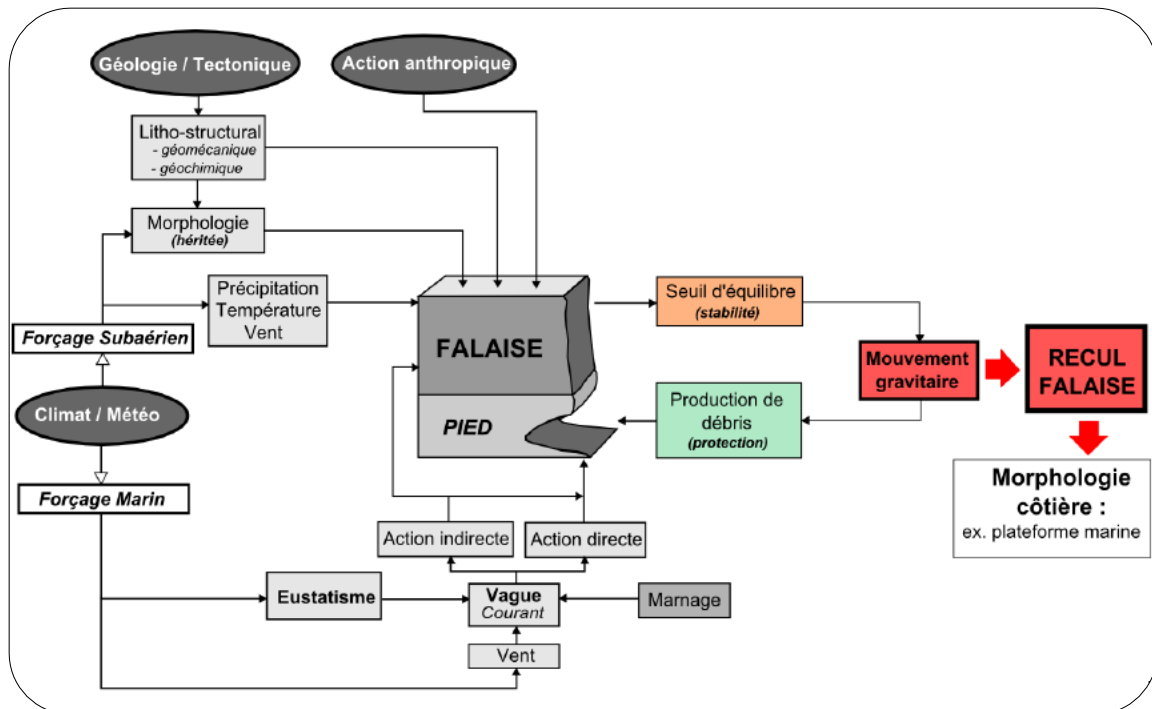 Géologie / Tectonique
Action anthropique
Litho-structural
- géomécanique
- géochimique
Morphologie
(héritée)
Précipitation
Température
Vent
Forçage Subaérien
Climat / Météo
Forçage Marin
FALAISE
PIED
Seuil d'équilibre
(stabilité)
Mouvement
gravitaire
RECUL
FALAISE
Production de
débris
(protection)
Morphologie
côtière :
ex. plateforme marine
Action indirecte
Action directe
Eustatisme
Vague
Courant
Marnage
Vent